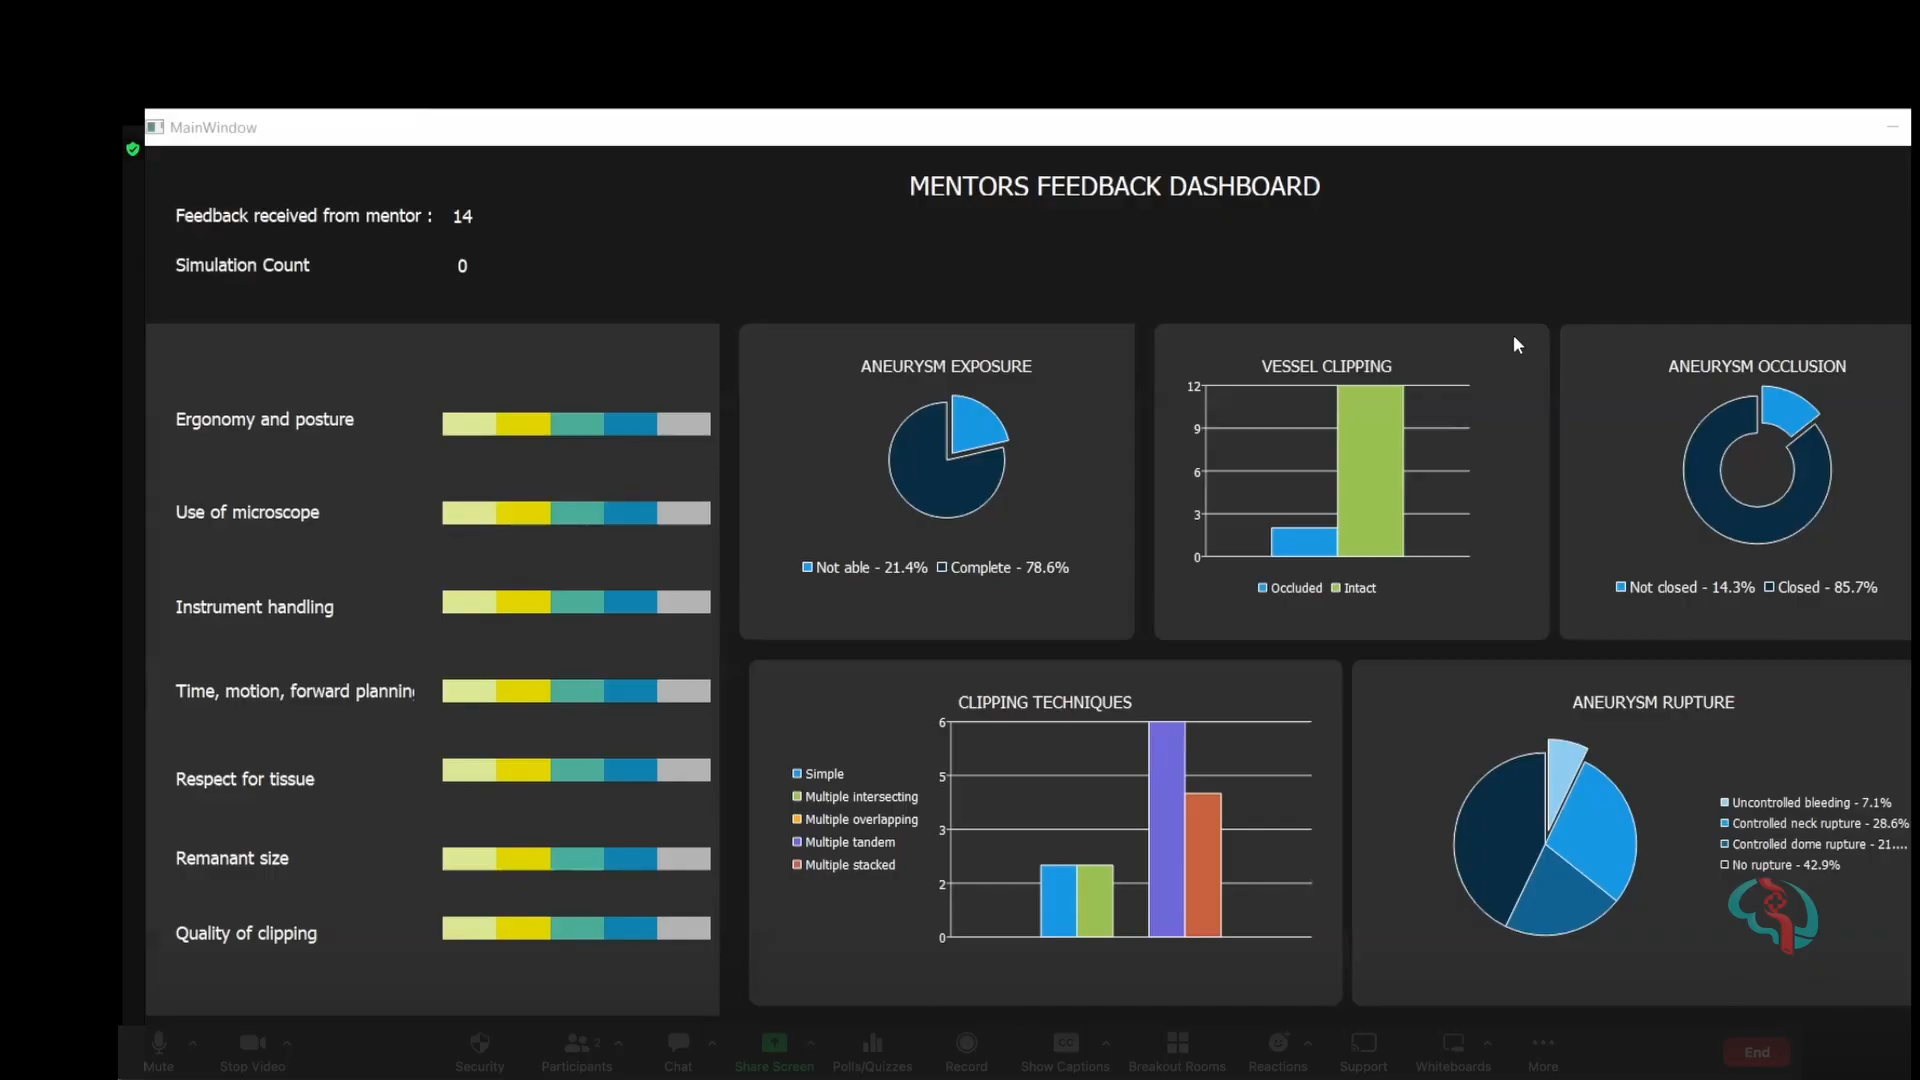 MainWindow
MENTORS FEEDBACK DASHBOARD
Feedback received from mentor : 14
Simulation Count 0
Ergonomy and posture
Use of microscope
Instrument handling
Time, motion, forward planning
Respect for tissue
Remanant size
Quality of clipping
ANEURYSM EXPOSURE
Not able - 21.4% Complete - 78.6%
VESSEL CLIPPING
12
9
6
3
0
Occluded Intact
ANEURYSM OCCLUSION
Not closed - 14.3% Closed - 85.7%
CLIPPING TECHNIQUES
Simple
Multiple intersecting
Multiple overlapping
Multiple tandem
Multiple stacked
6
5
3
2
0
ANEURYSM RUPTURE
Uncontrolled bleeding - 7.1%
Controlled neck rupture - 28.6%
Controlled dome rupture - 21....
No rupture - 42.9%
Mute Stop Video Security Participants 2 Chat Share Screen Polls/Quizzes Record CC Show Captions Breakout Rooms Reactions Support Whiteboards More End